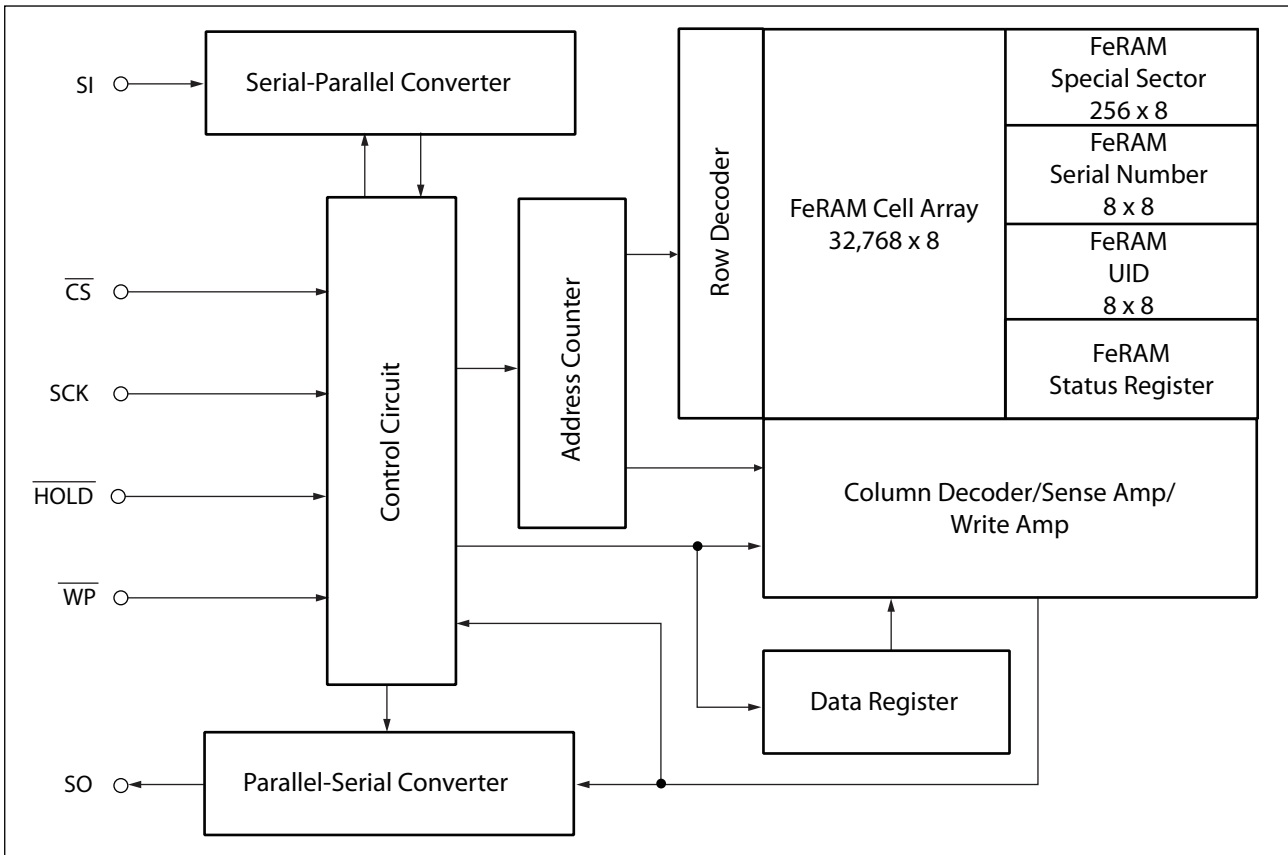 SI
Serial-Parallel Converter
CS
SCK
HOLD
WP
SO
Control Circuit
Address Counter
Row Decoder
FeRAM Cell Array
32,768 x 8
FeRAM
Special Sector
256 x 8
FeRAM
Serial Number
8 x 8
FeRAM
UID
8 x 8
FeRAM
Status Register
Column Decoder/Sense Amp/
Write Amp
Data Register
Parallel-Serial Converter